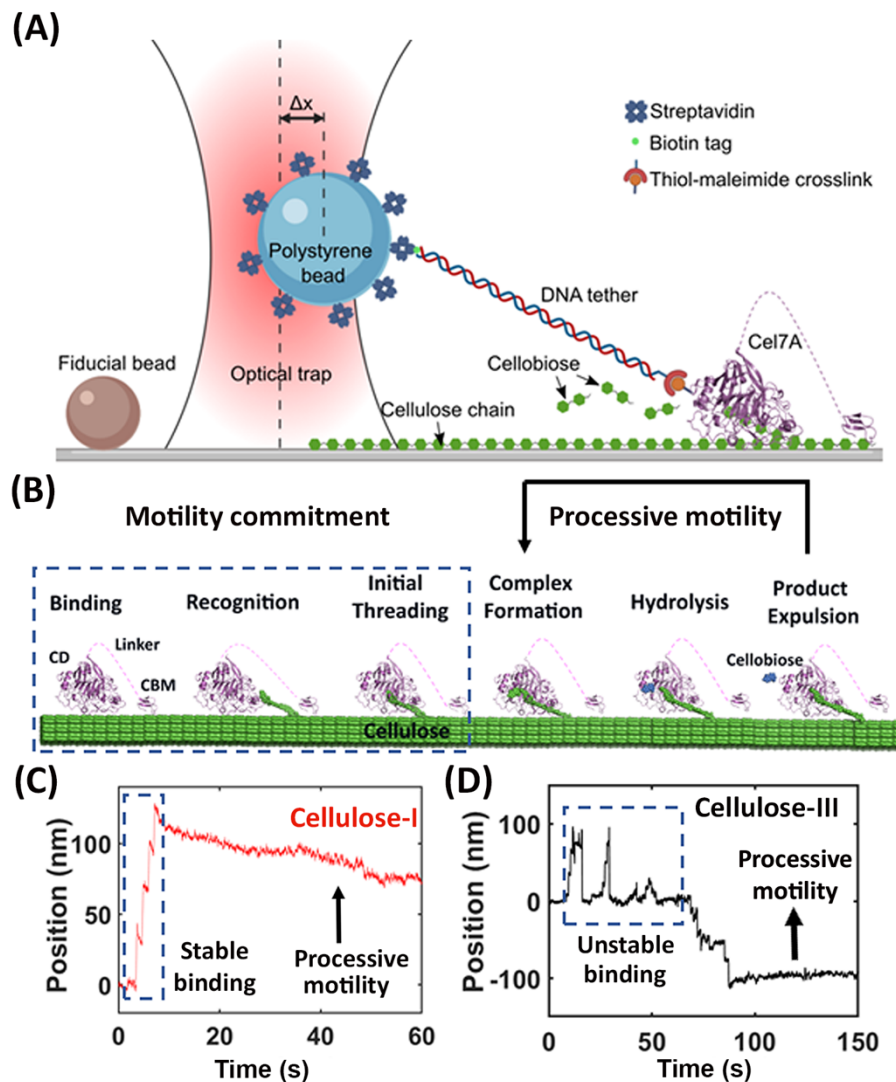 (A)
Δx
Streptavidin
Biotin tag
Thiol-maleimide crosslink
Polystyrene
bead
DNA tether
Cel7A
Fiducial bead
Optical trap
Cellobiose
Cellulose chain
(B)
Motility commitment
Processive motility
Binding
Recognition
Initial
Threading
Complex
Formation
Hydrolysis
Product
Expulsion
CD
Linker
CBM
Cellobiose
Cellulose
(C)
Position (nm)
100
50
0
Cellulose-I
Stable
binding
Processive
motility
0
20
40
60
Time (s)
(D)
Position (nm)
100
0
-100
Cellulose-III
Processive
motility
Unstable
binding
0
50
100
150
Time (s)